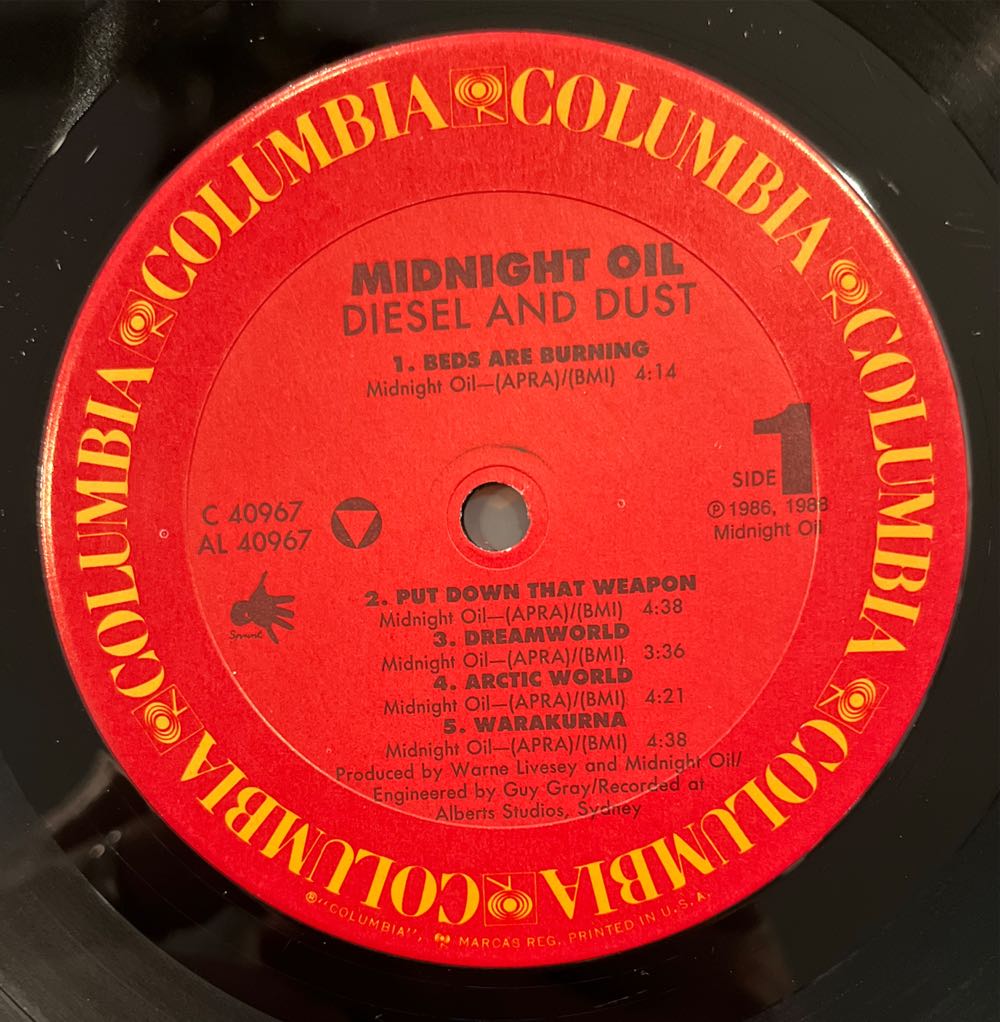 COLUMBIA COLUMBIA COLUMBIA COLUMBIA COLUMBIA COLUMBIA COLUMBIA
MIDNIGHT OIL
DIESEL AND DUST
1. BEDS ARE BURNING
Midnight Oil—(APRA)/(BMI) 4:14
SIDE 1
℗ 1986, 1988
Midnight Oil
C 40967
AL 40967
Sprint
2. PUT DOWN THAT WEAPON
Midnight Oil—(APRA)/(BMI) 4:38
3. DREAMWORLD
Midnight Oil—(APRA)/(BMI) 3:36
4. ARCTIC WORLD
Midnight Oil—(APRA)/(BMI) 4:21
5. WARAKURNA
Midnight Oil—(APRA)/(BMI) 4:38
Produced by Warne Livesey and Midnight Oil/
Engineered by Guy Gray/Recorded at
Alberts Studios, Sydney
® "COLUMBIA", MARCAS REG. PRINTED IN U.S.A.